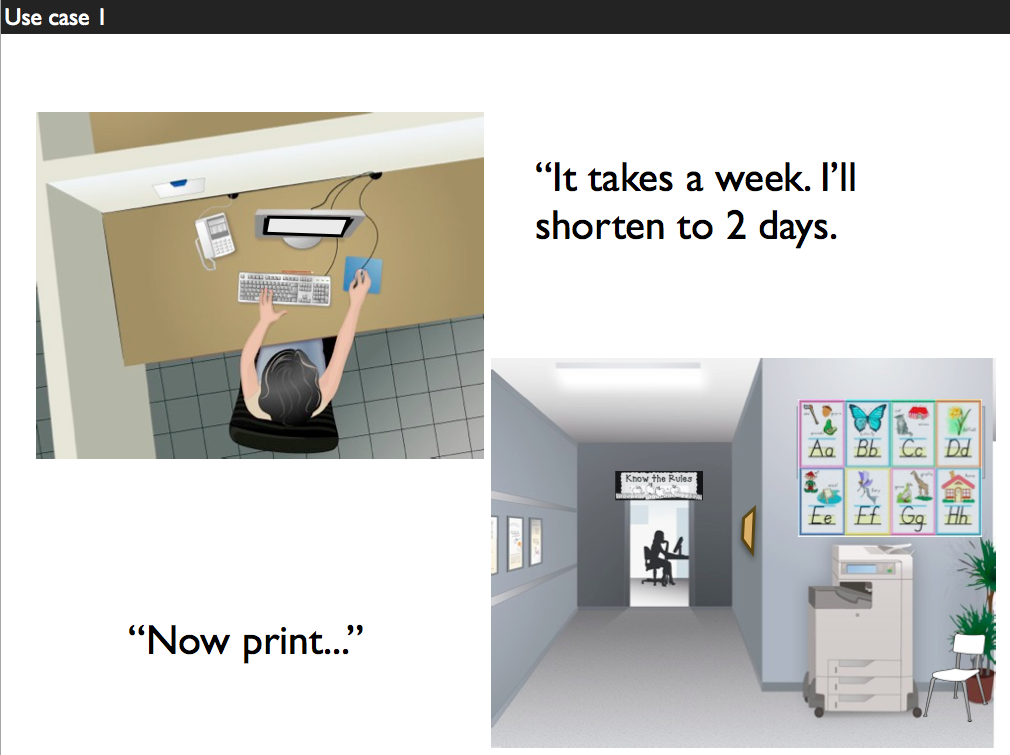 Use case 1
“It takes a week. I’ll
shorten to 2 days.
Know the Rules
Aa Bb Cc Dd
Ee Ff Gg Hh
“Now print...”